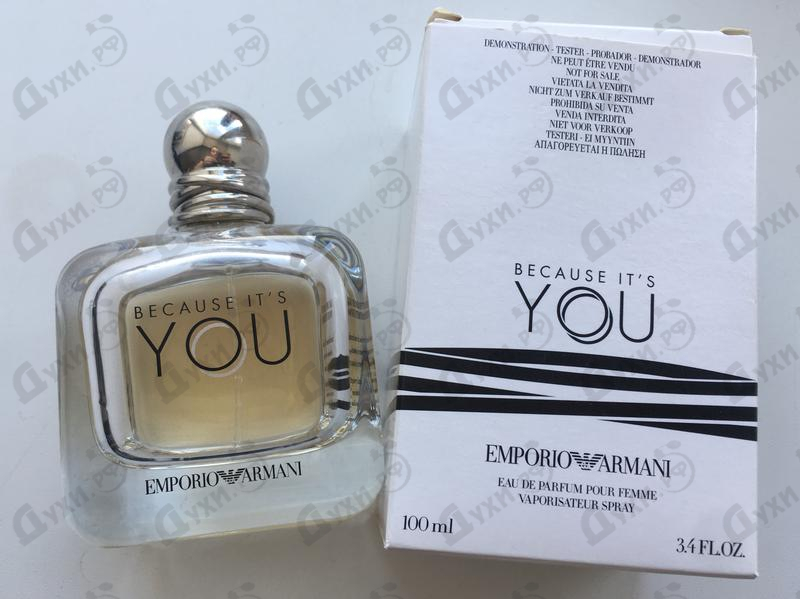 BECAUSE IT'S
YOU
EMPORIO ARMANI
DEMONSTRATION - TESTER - PROBADOR - DEMONSTRADOR
NE PEUT ÊTRE VENDU
NOT FOR SALE
VIETATA LA VENDITA
NICHT ZUM VERKAUF BESTIMMT
PROHIBIDA SU VENTA
VENDA INTERDITA
NIET VOOR VERKOOP
TESTERI - EI MYYNTIIN
ΑΠΑΓΟΡΕΥΕΤΑΙ Η ΠΩΛΗΣΗ
BECAUSE IT'S
YOU
EMPORIO ARMANI
EAU DE PARFUM POUR FEMME
VAPORISATEUR SPRAY
100 ml
3.4 FL.OZ.
Духи.рф